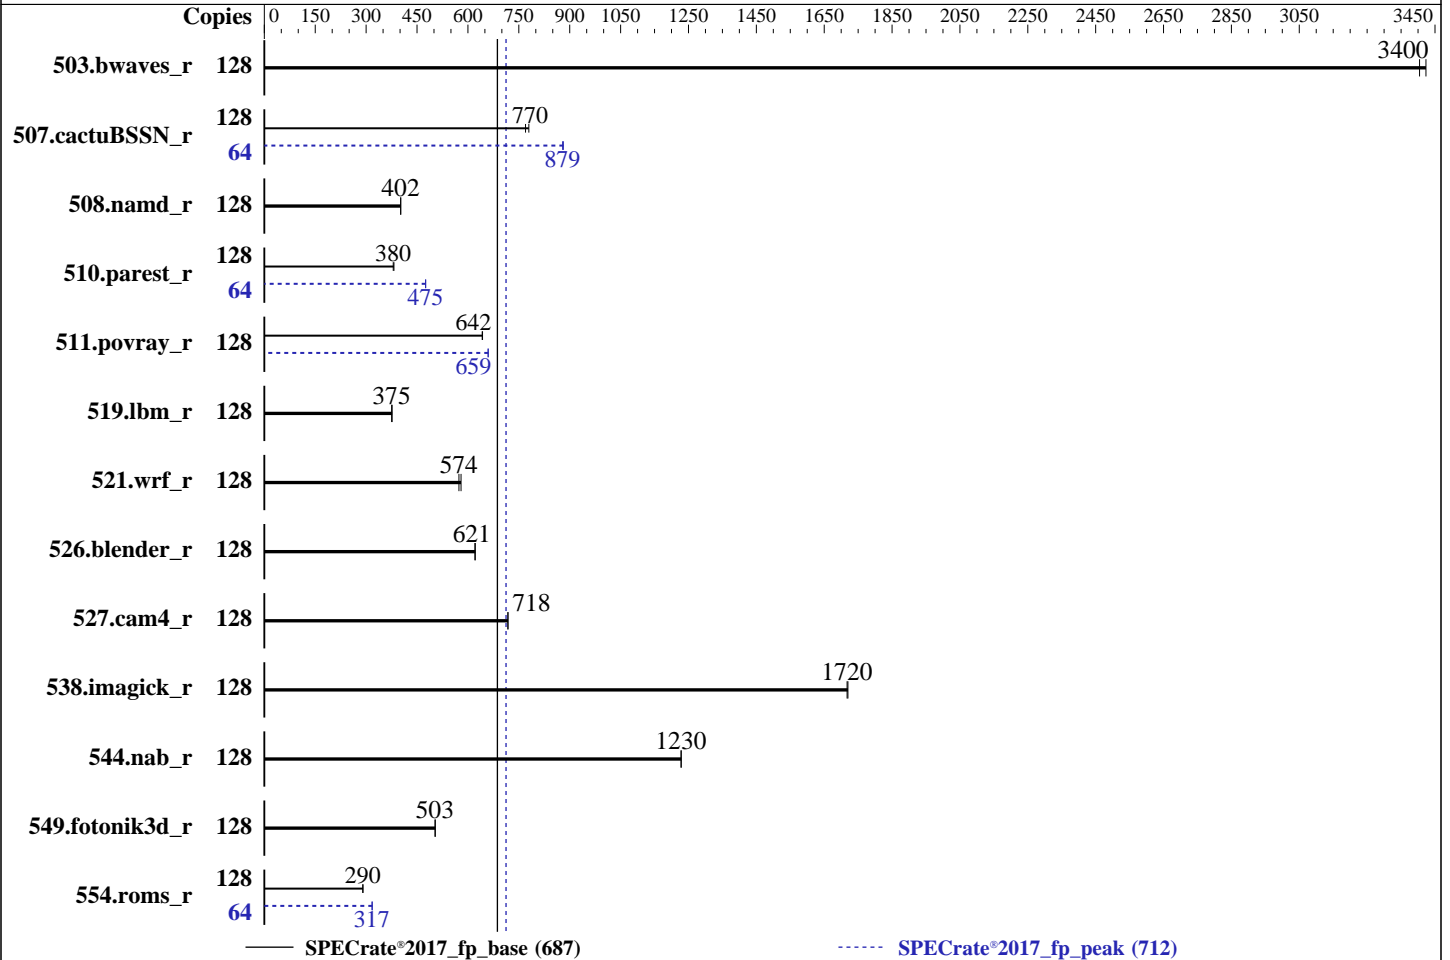 Copies 0 150 300 450 600 750 900 1050 1250 1450 1650 1850 2050 2250 2450 2650 2850 3050 3450
503.bwaves_r 128 3400
507.cactuBSSN_r 128 770
64 879
508.namd_r 128 402
510.parest_r 128 380
64 475
511.povray_r 128 642
659
519.lbm_r 128 375
521.wrf_r 128 574
526.blender_r 128 621
527.cam4_r 128 718
538.imagick_r 128 1720
544.nab_r 128 1230
549.fotonik3d_r 128 503
554.roms_r 128 290
64 317
SPECrate®2017_fp_base (687) SPECrate®2017_fp_peak (712)